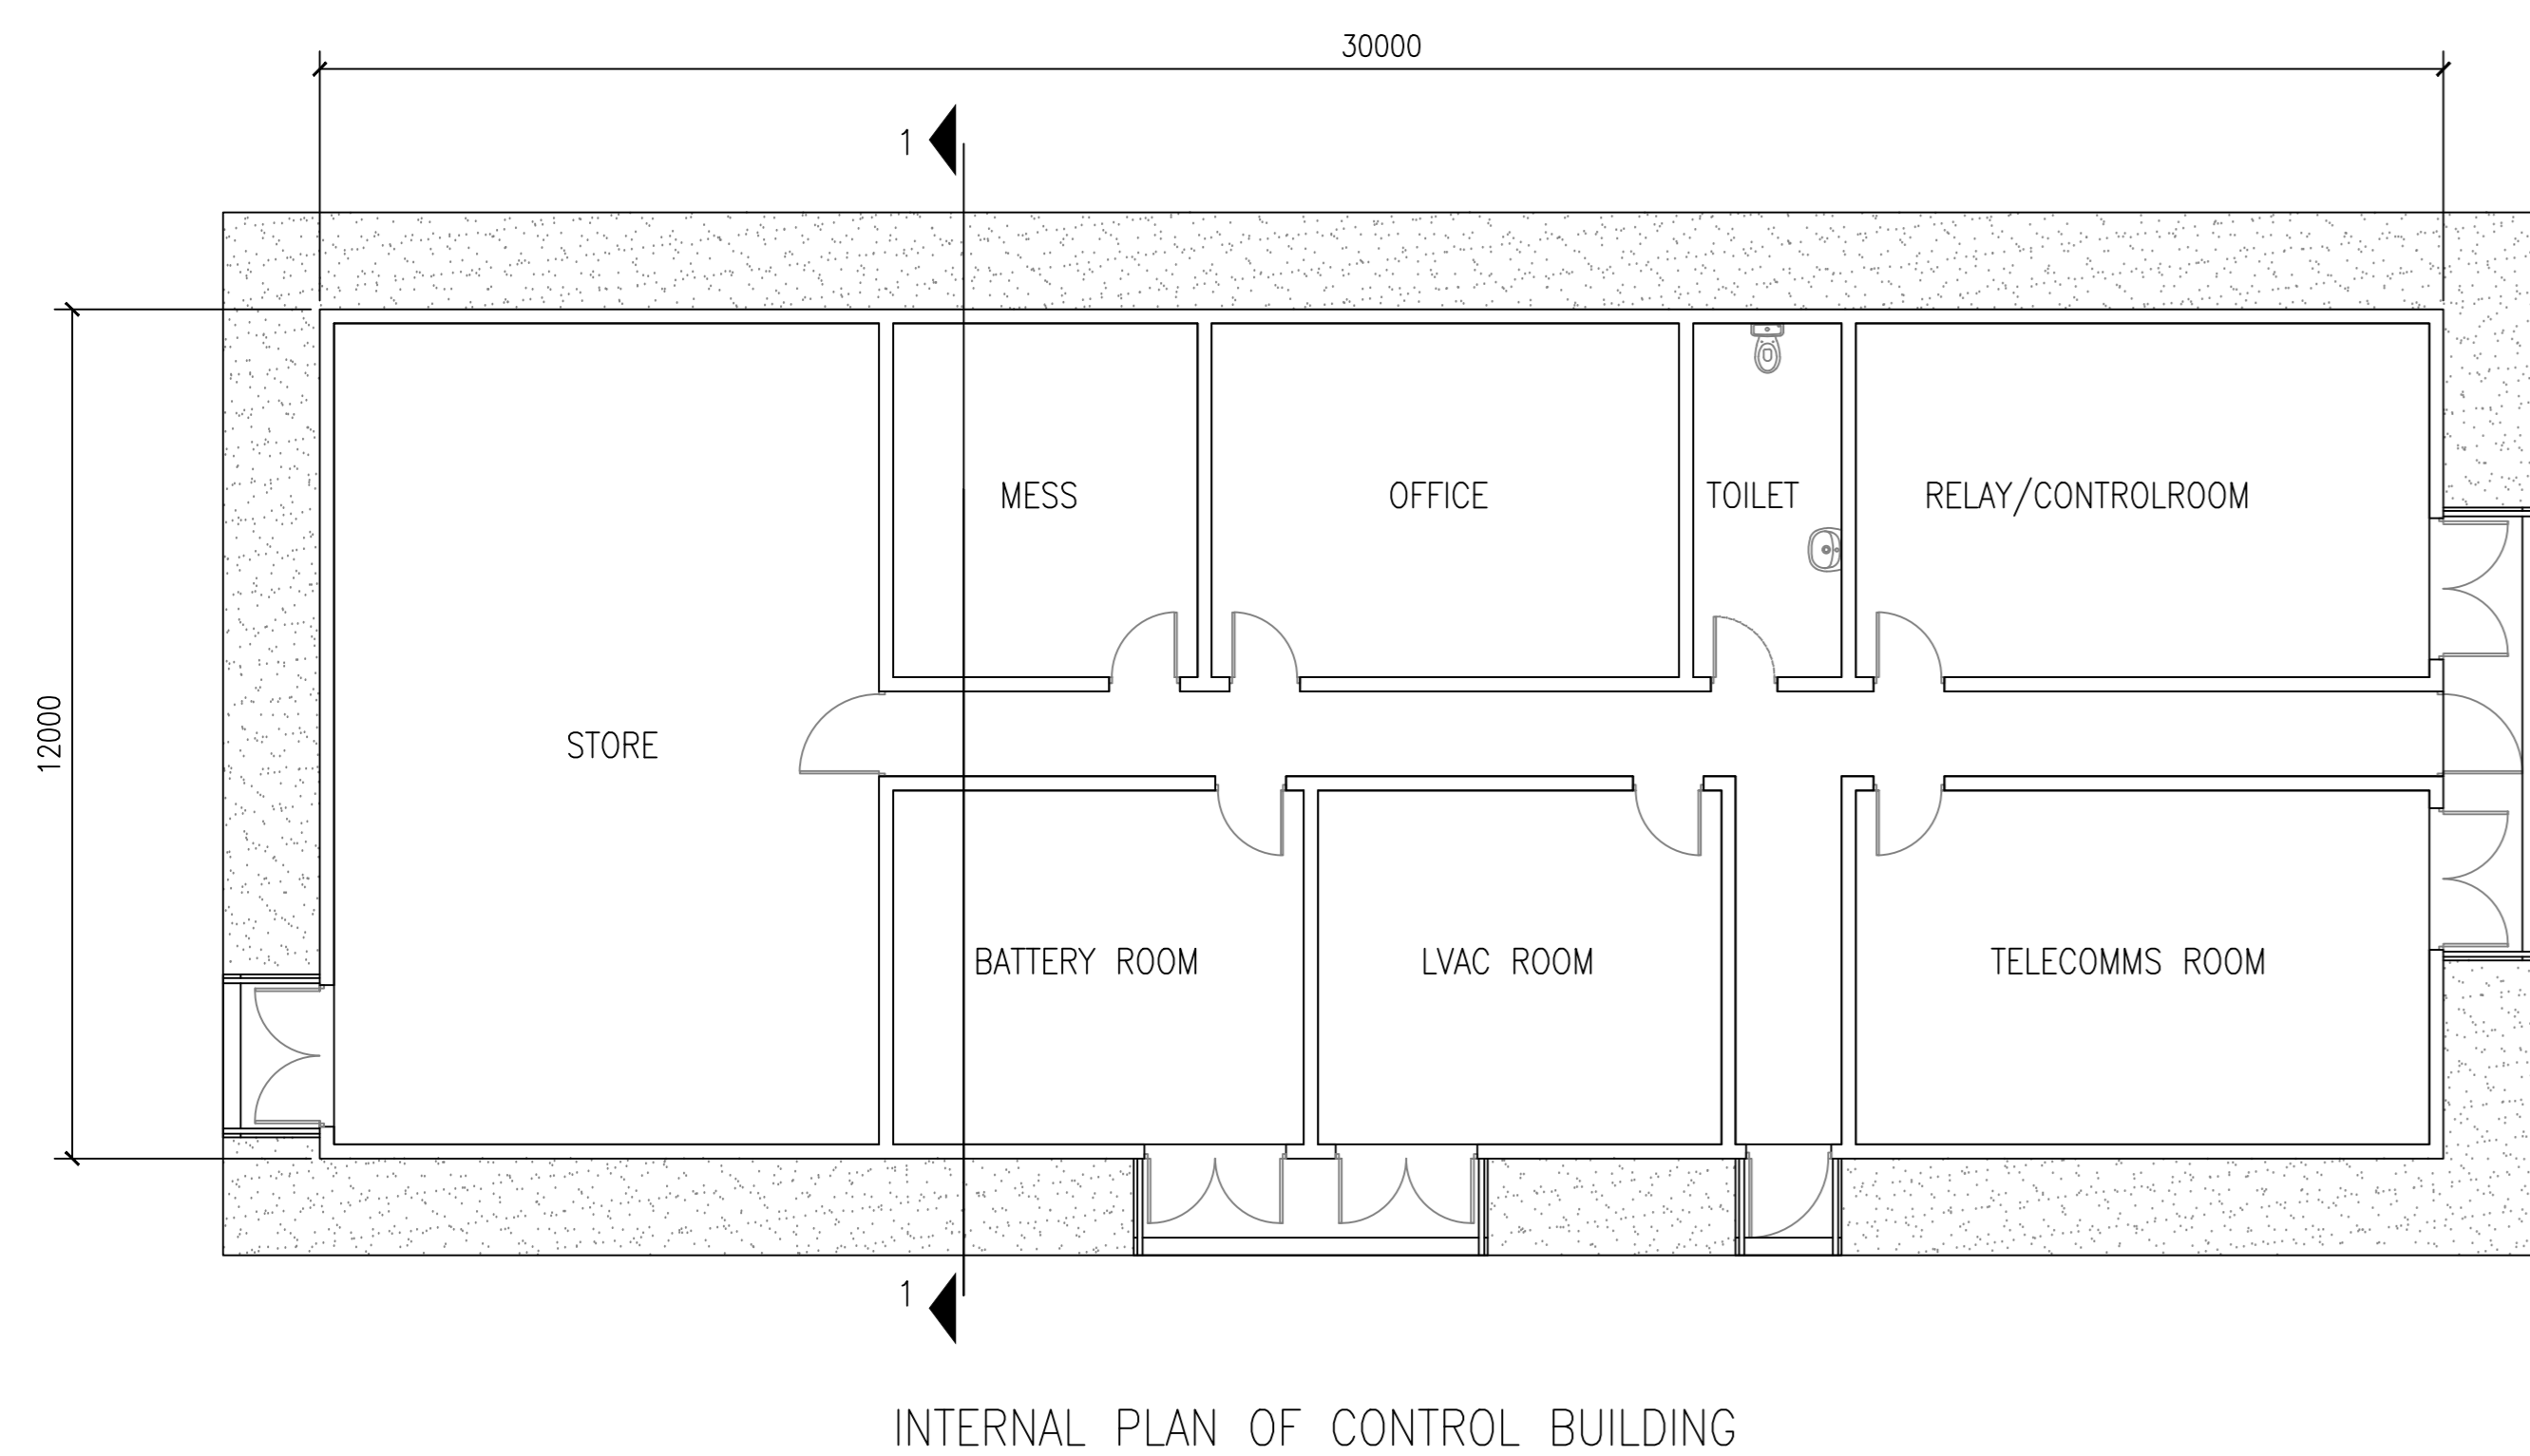 30000
1
MESS
OFFICE
TOILET
RELAY/CONTROLROOM
12000
STORE
BATTERY ROOM
LVAC ROOM
TELECOMMS ROOM
1
INTERNAL PLAN OF CONTROL BUILDING